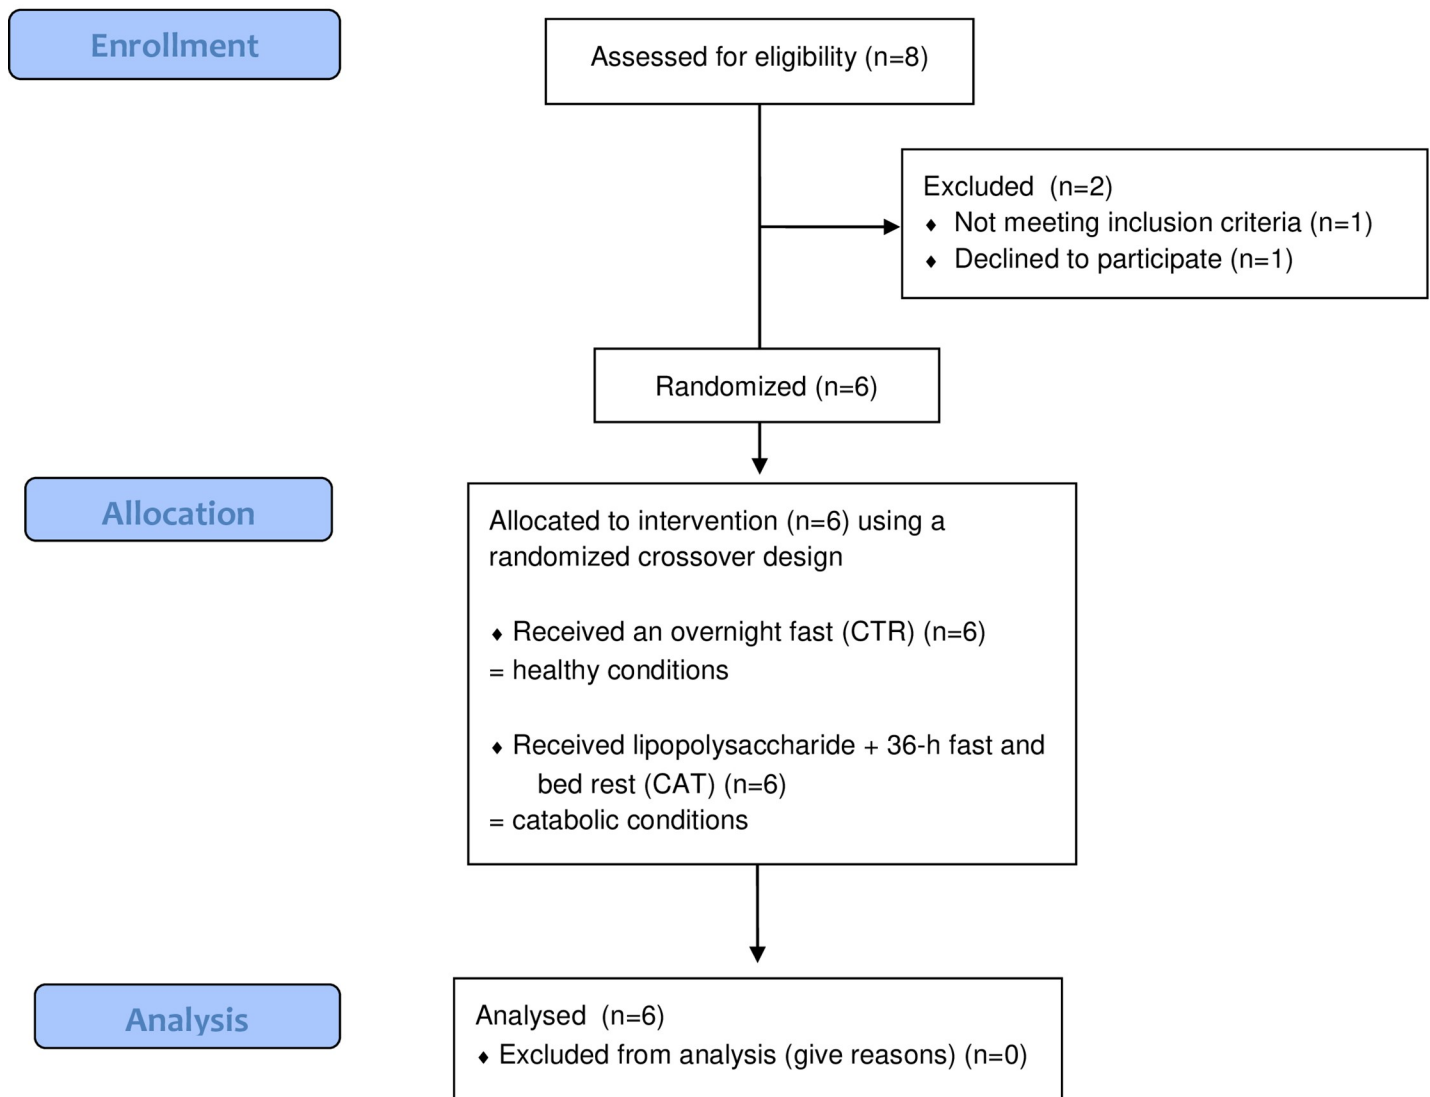 Enrollment
Assessed for eligibility (n=8)
Excluded (n=2)
♦ Not meeting inclusion criteria (n=1)
♦ Declined to participate (n=1)
Randomized (n=6)
Allocation
Allocated to intervention (n=6) using a
randomized crossover design
♦ Received an overnight fast (CTR) (n=6)
= healthy conditions
♦ Received lipopolysaccharide + 36-h fast and
bed rest (CAT) (n=6)
= catabolic conditions
Analysis
Analysed (n=6)
♦ Excluded from analysis (give reasons) (n=0)